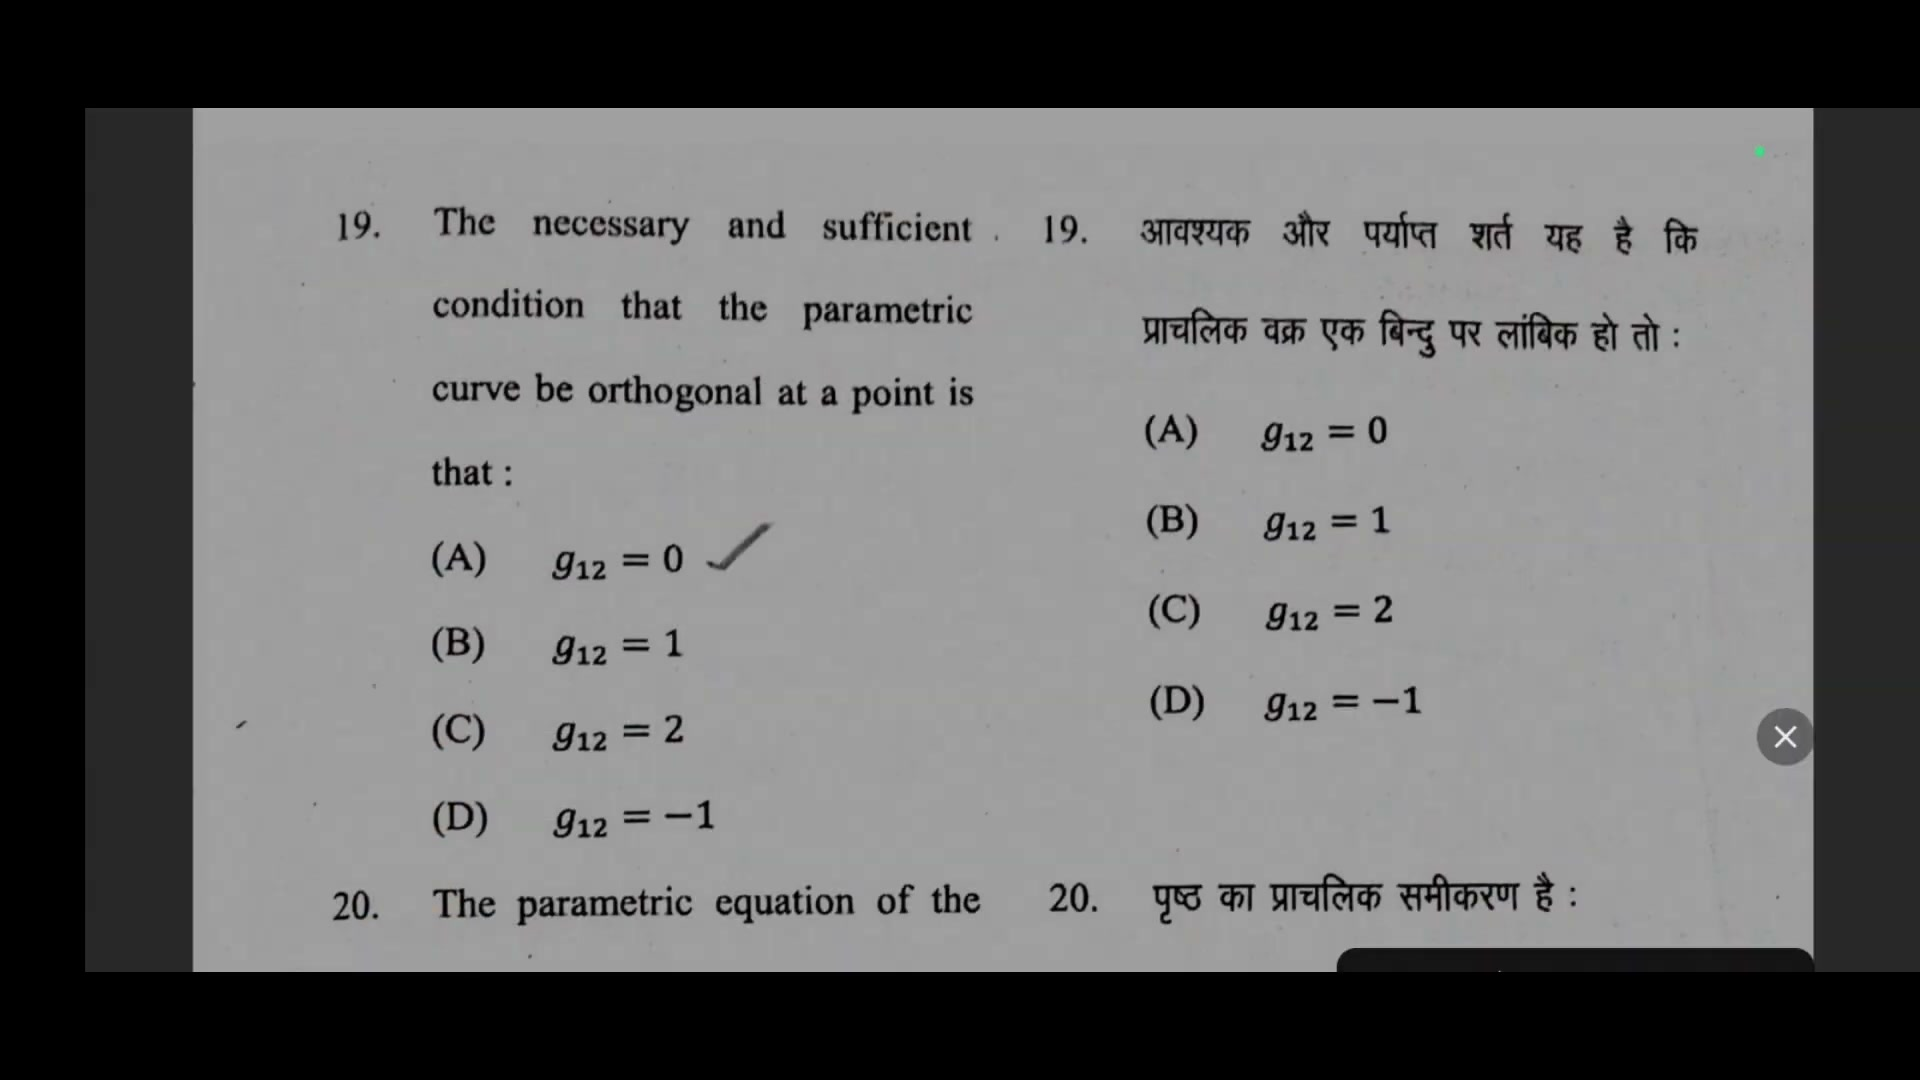 19. The necessary and sufficient
condition that the parametric
curve be orthogonal at a point is
that :
(A) g₁₂ = 0
(B) g₁₂ = 1
(C) g₁₂ = 2
(D) g₁₂ = −1
20. The parametric equation of the
19. आवश्यक और पर्याप्त शर्त यह है कि
प्राचलिक वक्र एक बिन्दु पर लांबिक हो तो :
(A) g₁₂ = 0
(B) g₁₂ = 1
(C) g₁₂ = 2
(D) g₁₂ = −1
20. पृष्ठ का प्राचलिक समीकरण है :